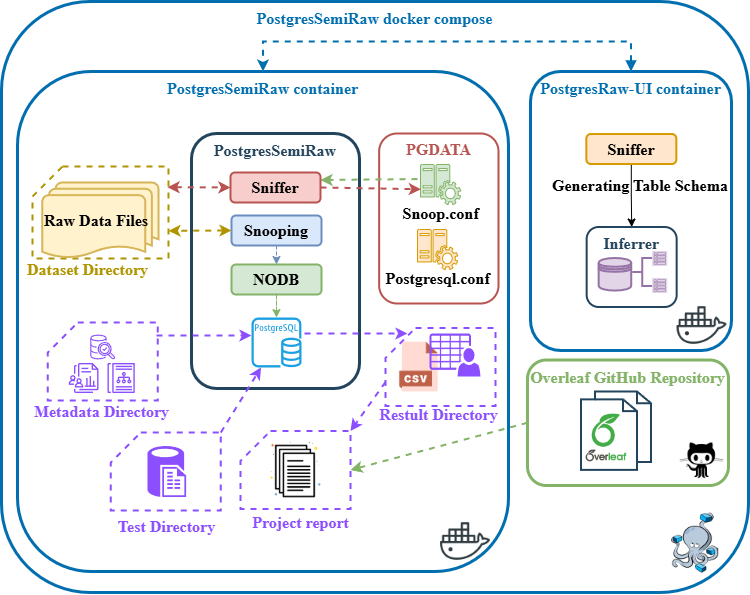 PostgresSemiRaw docker compose
PostgresSemiRaw container
PostgresRaw-UI container
PostgresSemiRaw
PGDATA
Sniffer
Snoop.conf
Raw Data Files
Snooping
Dataset Directory
NODB
Postgresql.conf
PostgreSQL
Sniffer
Generating Table Schema
Inferrer
Metadata Directory
CSV
Restult Directory
Test Directory
Project report
Overleaf GitHub Repository
Overleaf